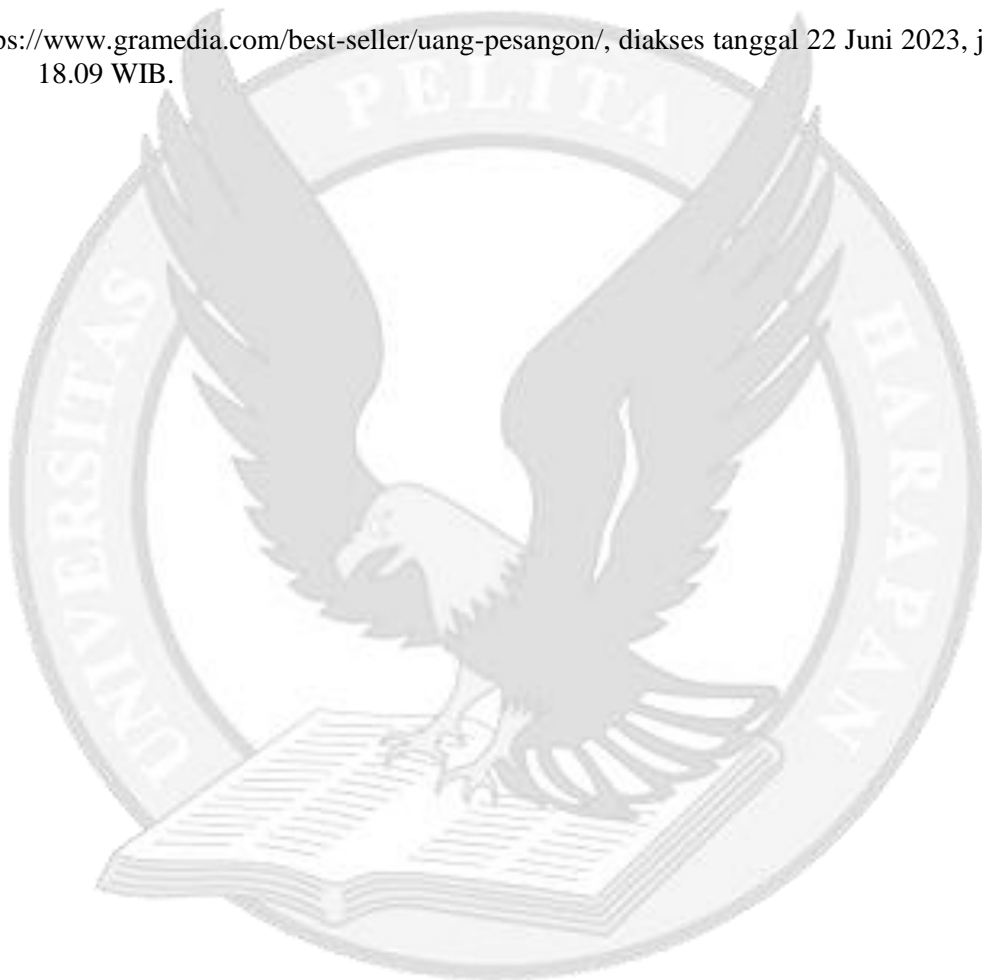 ps://www.gramedia.com/best-seller/uang-pesangon/, diakses tanggal 22 Juni 2023, j
18.09 WIB.
PELITA
UNIVERSITAS
HARAPAN